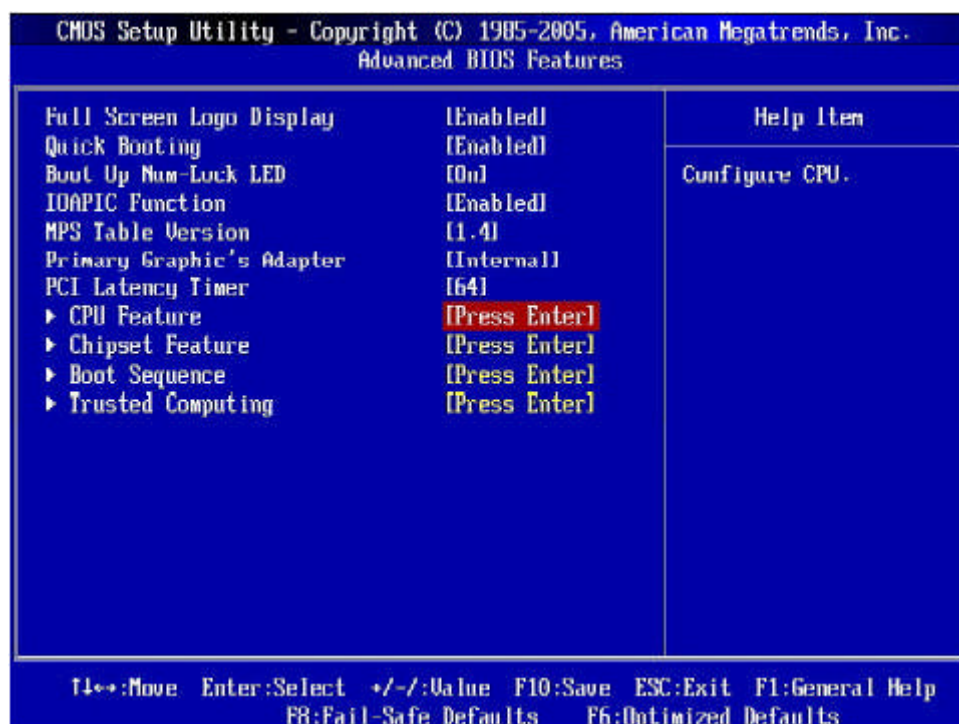 CMOS Setup Utility - Copyright (C) 1985-2005, American Megatrends, Inc.
Advanced BIOS Features
Full Screen Logo Display [Enabled]
Help Item
Quick Booting [Enabled]
Boot Up Num-Lock LED [On]
Configure CPU.
IOAPIC Function [Enabled]
MPS Table Version [1.4]
Primary Graphic's Adapter [Internal]
PCI Latency Timer [64]
▶ CPU Feature [Press Enter]
▶ Chipset Feature [Press Enter]
▶ Boot Sequence [Press Enter]
▶ Trusted Computing [Press Enter]
↑↓←→:Move Enter:Select +/-/:Value F10:Save ESC:Exit F1:General Help
F8:Fail-Safe Defaults F6:Optimized Defaults